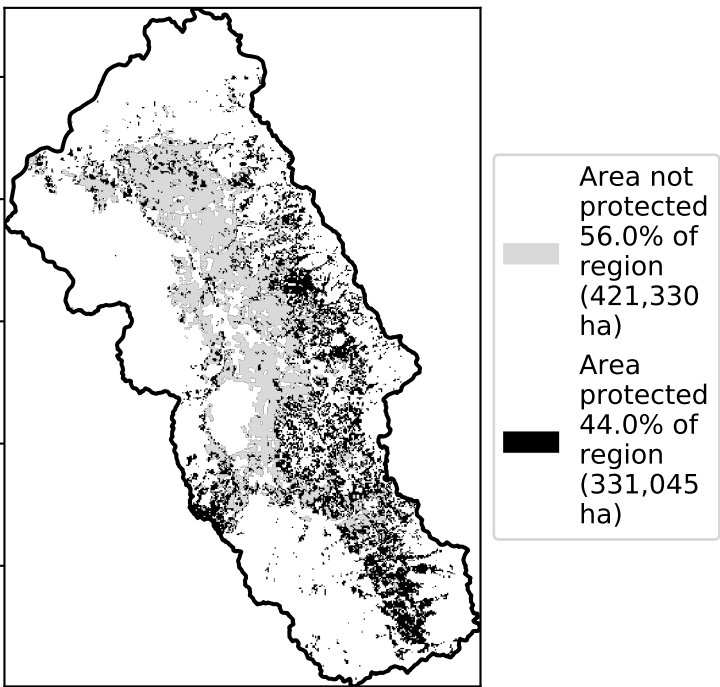 Area not
protected
56.0% of
region
(421,330
ha)
Area
protected
44.0% of
region
(331,045
ha)